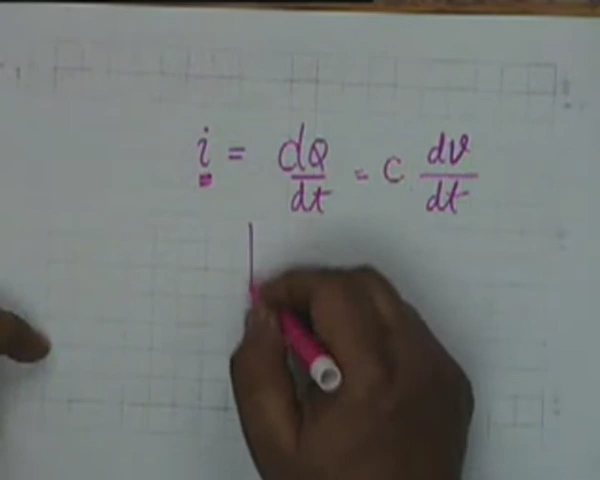 i = dQ/dt = C dv/dt